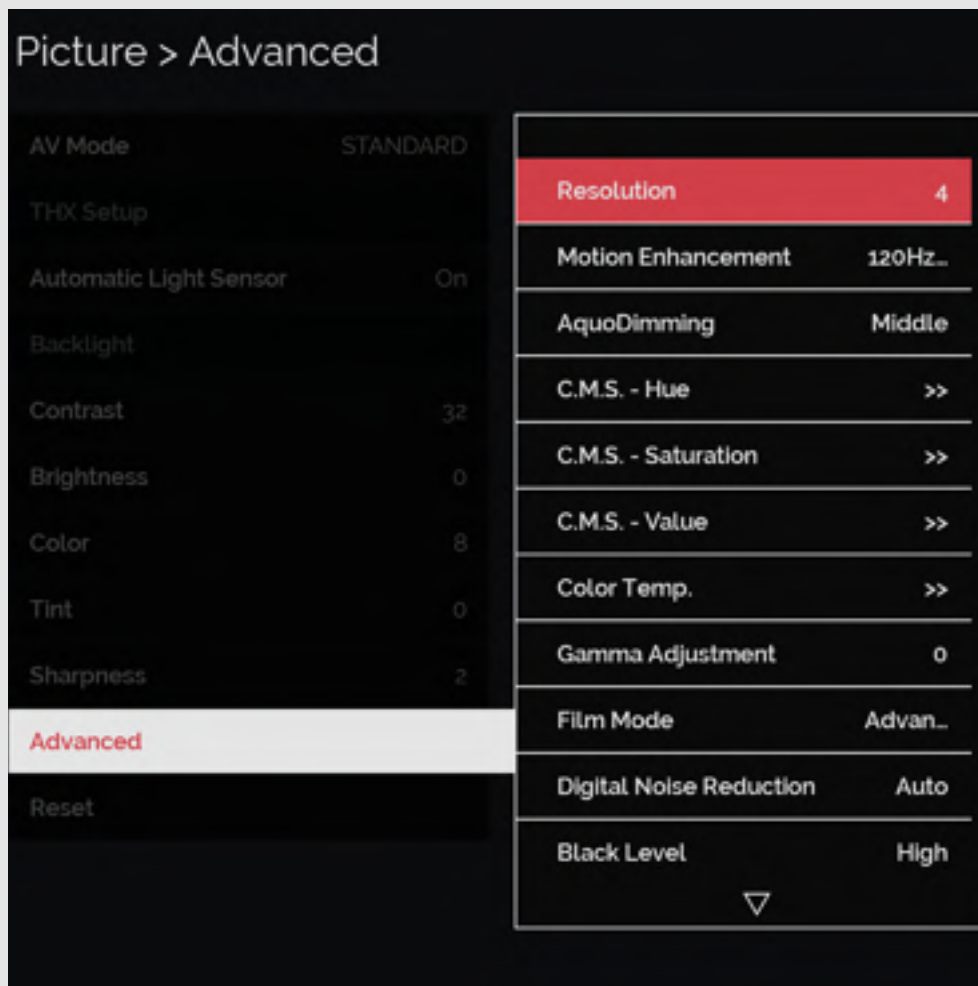 Picture > Advanced
AV Mode STANDARD
THX Setup
Automatic Light Sensor On
Backlight
Contrast 32
Brightness 0
Color 8
Tint 0
Sharpness 2
Advanced
Reset
Resolution 4
Motion Enhancement 120Hz...
AquoDimming Middle
C.M.S. - Hue >>
C.M.S. - Saturation >>
C.M.S. - Value >>
Color Temp. >>
Gamma Adjustment 0
Film Mode Advan...
Digital Noise Reduction Auto
Black Level High